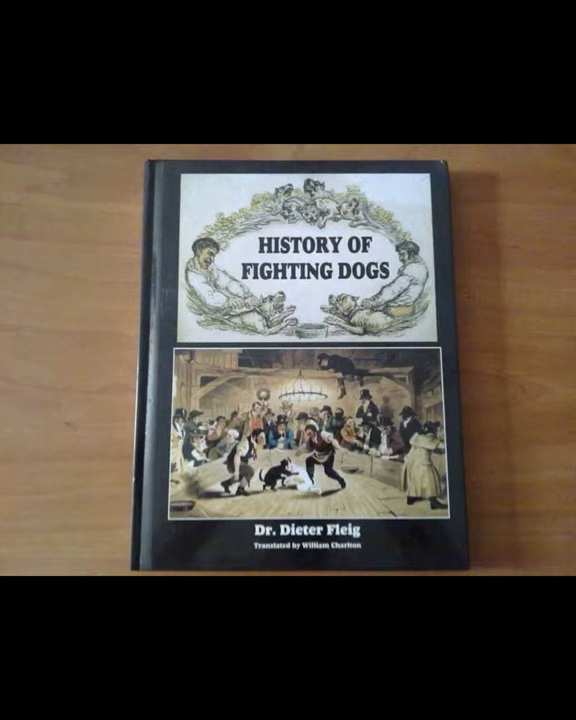 HISTORY OF
FIGHTING DOGS
Dr. Dieter Fleig
Translated by William Charlton